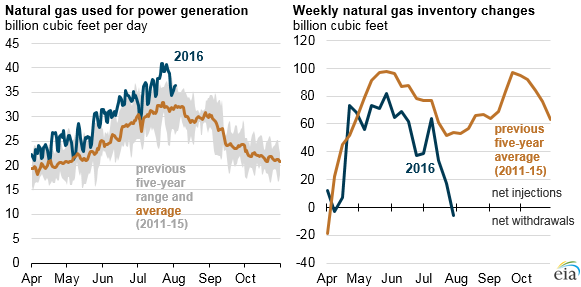 Natural gas used for power generation
billion cubic feet per day
45
40
35
30
25
20
15
10
5
0
Apr May Jun Jul Aug Sep Oct
2016
previous
five-year
range and
average
(2011-15)
Weekly natural gas inventory changes
billion cubic feet
120
100
80
60
40
20
+0
-20
-40
-60
Apr May Jun Jul Aug Sep Oct
previous
five-year
average
(2011-15)
2016
net injections
net withdrawals
eia